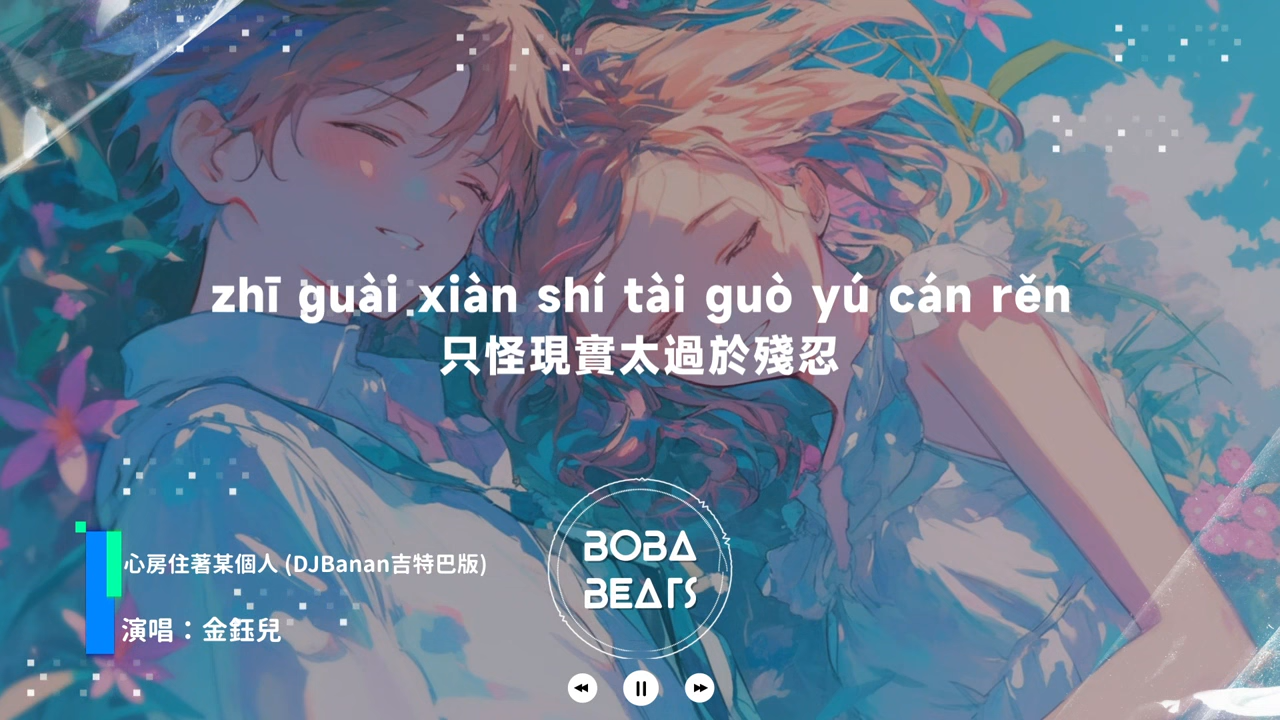 zhī guài xiàn shí tài guò yú cán rěn
只怪現實太過於殘忍
心房住著某個人 (DJBanan吉特巴版)
演唱：金鈺兒
BOBA
BEATS